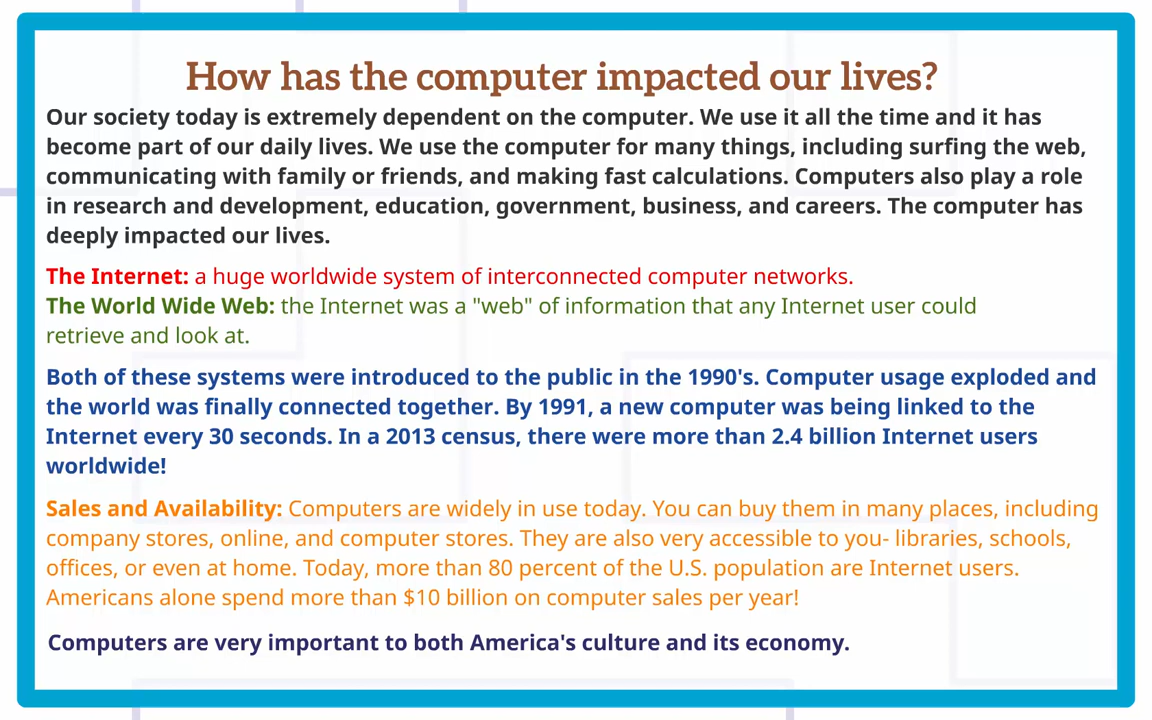 How has the computer impacted our lives?
Our society today is extremely dependent on the computer. We use it all the time and it has
become part of our daily lives. We use the computer for many things, including surfing the web,
communicating with family or friends, and making fast calculations. Computers also play a role
in research and development, education, government, business, and careers. The computer has
deeply impacted our lives.
The Internet: a huge worldwide system of interconnected computer networks.
The World Wide Web: the Internet was a "web" of information that any Internet user could
retrieve and look at.
Both of these systems were introduced to the public in the 1990's. Computer usage exploded and
the world was finally connected together. By 1991, a new computer was being linked to the
Internet every 30 seconds. In a 2013 census, there were more than 2.4 billion Internet users
worldwide!
Sales and Availability: Computers are widely in use today. You can buy them in many places, including
company stores, online, and computer stores. They are also very accessible to you- libraries, schools,
offices, or even at home. Today, more than 80 percent of the U.S. population are Internet users.
Americans alone spend more than $10 billion on computer sales per year!
Computers are very important to both America's culture and its economy.